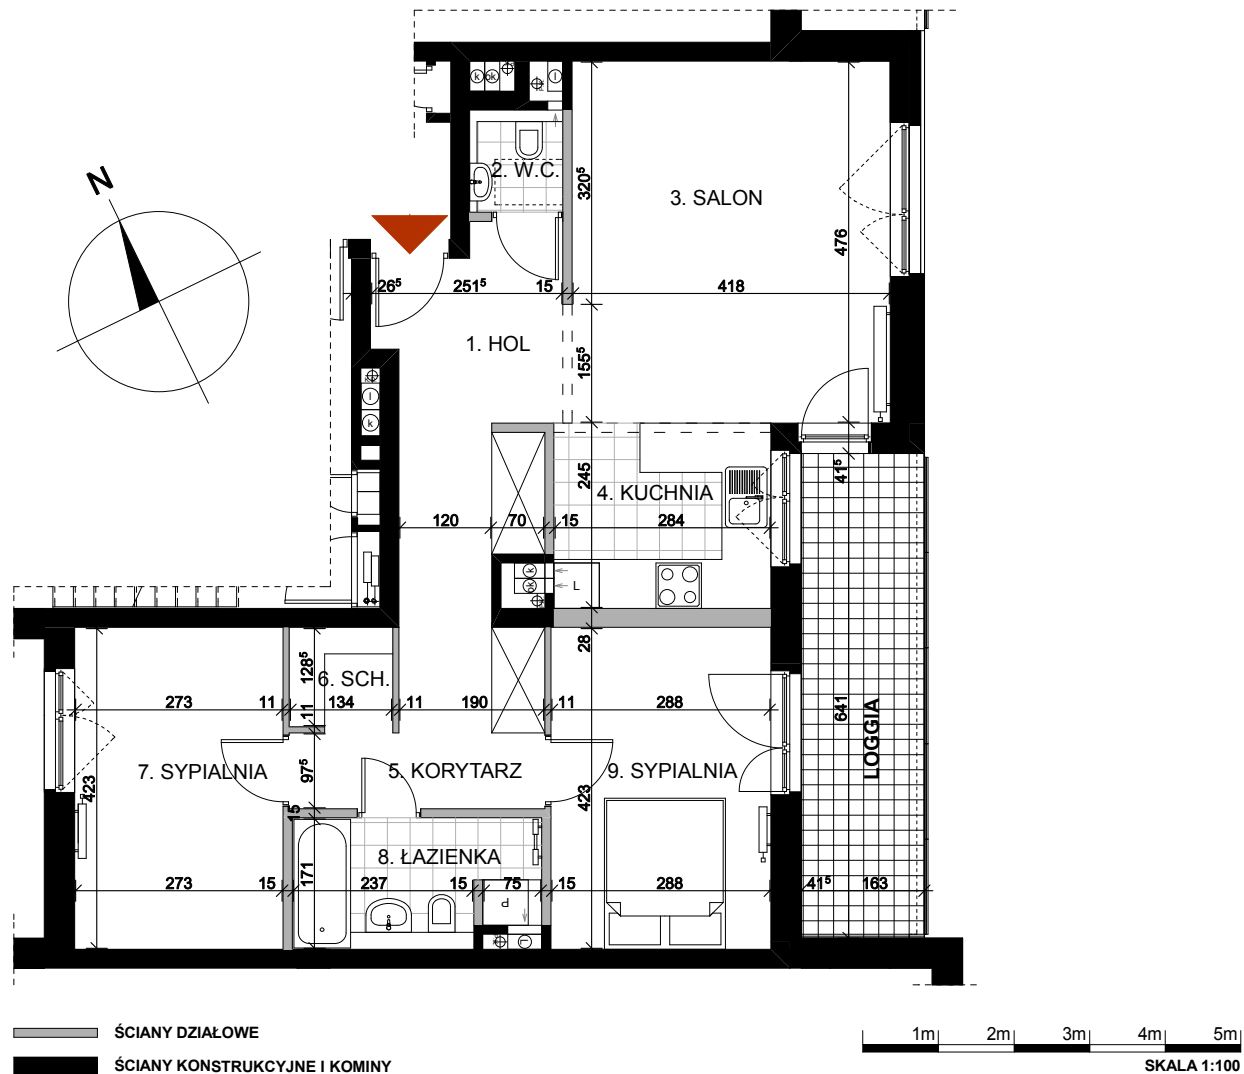 N
k
ok
l
2. W.C.
320⁵
3. SALON
476
26⁵
251⁵
15
418
1. HOL
155⁵
l
k
245
41⁵
4. KUCHNIA
120
70
15
284
k
ok
L
28
128⁵
6. SCH.
641
LOGGIA
273
11
11
134
11
190
11
288
7. SYPIALNIA
97⁵
5. KORYTARZ
9. SYPIALNIA
423
423
15
8. ŁAZIENKA
171
273
15
237
15
75
15
288
41⁵
163
P
L
ŚCIANY DZIAŁOWE
1m
2m
3m
4m
5m
ŚCIANY KONSTRUKCYJNE I KOMINY
SKALA 1:100